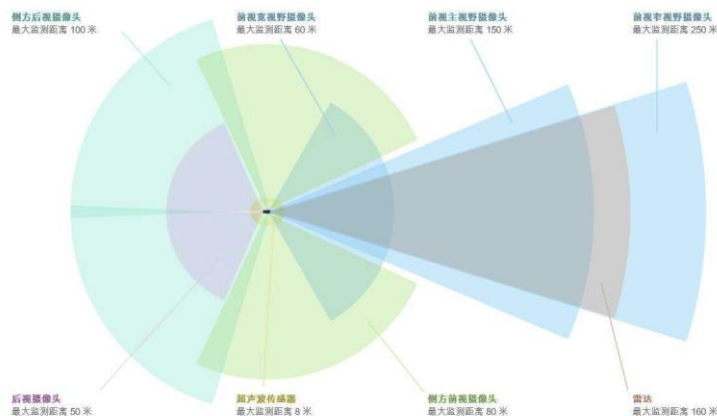 侧方后视摄像头
最大监测距离 100 米
前视宽视野摄像头
最大监测距离 60 米
前视主视野摄像头
最大监测距离 150 米
前视窄视野摄像头
最大监测距离 250 米
后视摄像头
最大监测距离 50 米
超声波传感器
最大监测距离 8 米
侧方前视摄像头
最大监测距离 80 米
雷达
最大监测距离 160 米